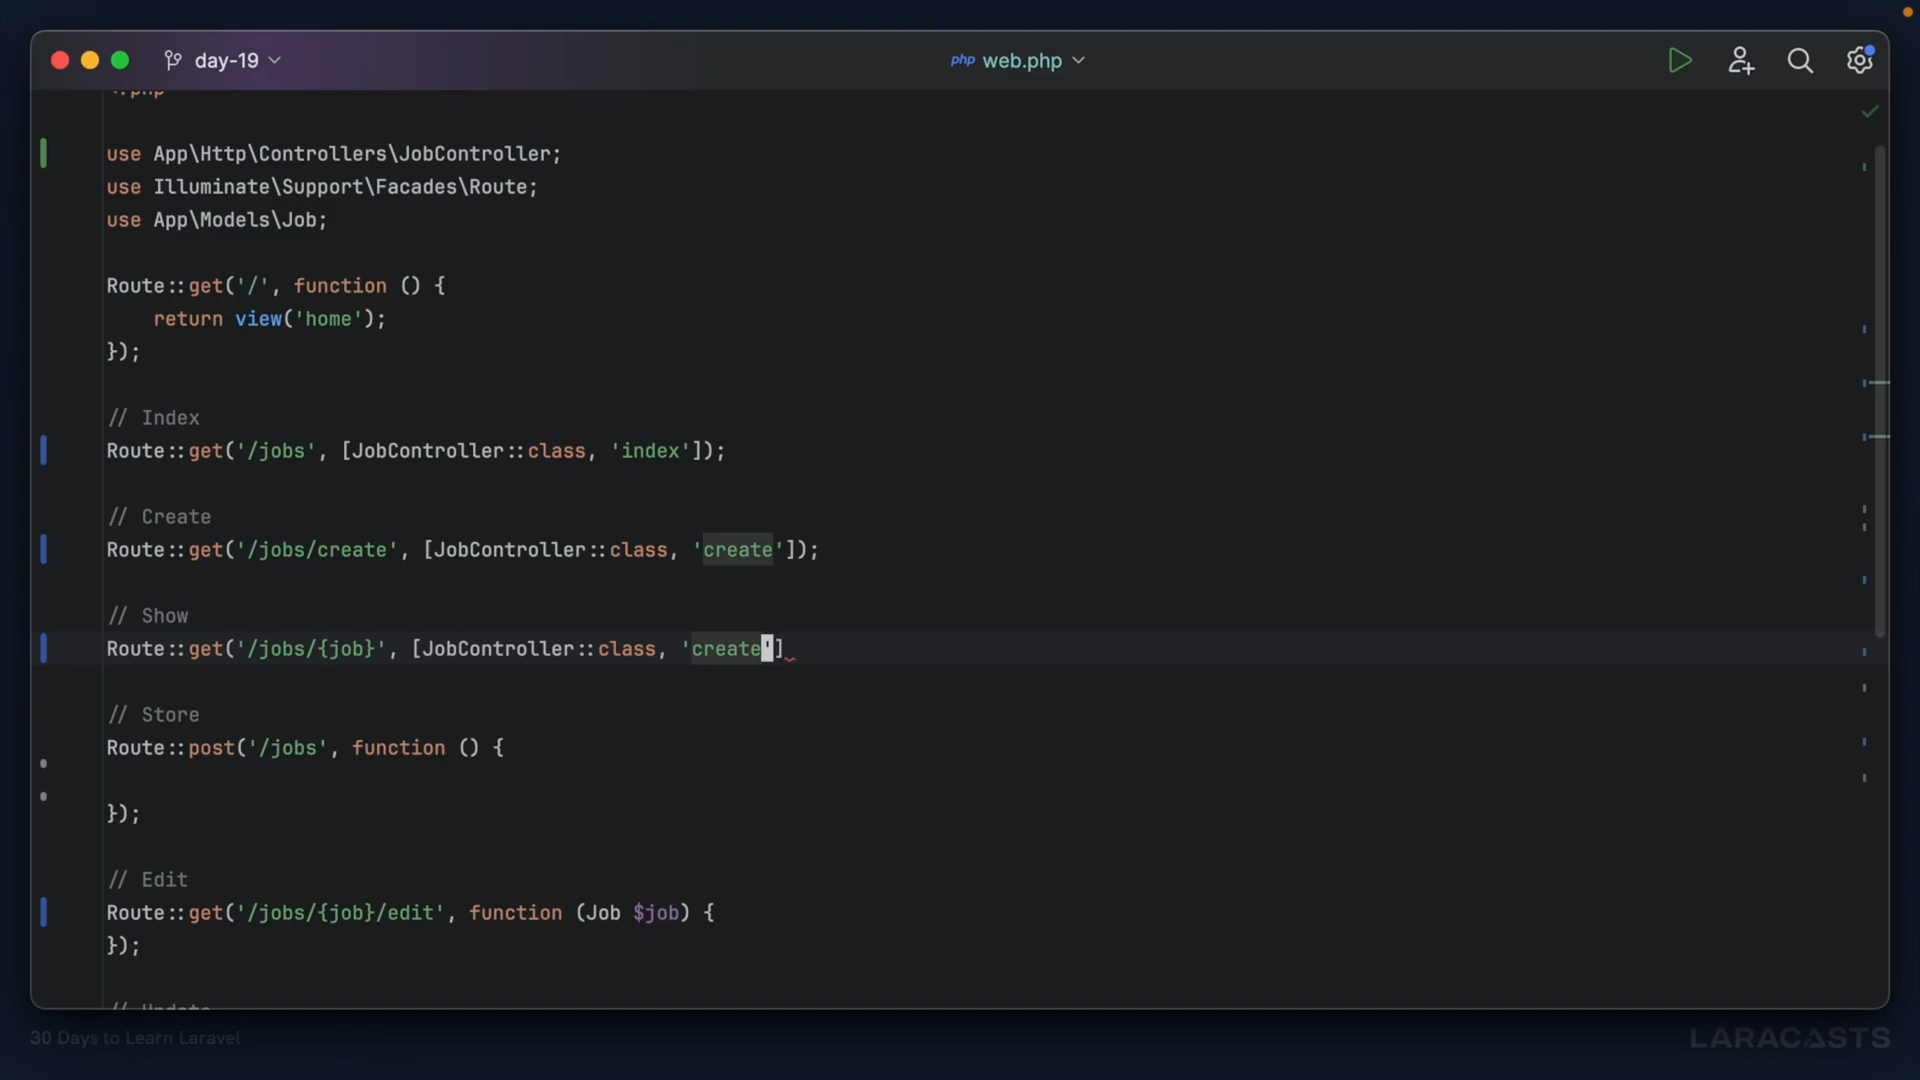 day-19
php web.php
<?php
use App\Http\Controllers\JobController;
use Illuminate\Support\Facades\Route;
use App\Models\Job;
Route::get('/', function () {
return view('home');
});
// Index
Route::get('/jobs', [JobController::class, 'index']);
// Create
Route::get('/jobs/create', [JobController::class, 'create']);
// Show
Route::get('/jobs/{job}', [JobController::class, 'create']
// Store
Route::post('/jobs', function () {
});
// Edit
Route::get('/jobs/{job}/edit', function (Job $job) {
});
// Update
30 Days to Learn Laravel
LARACASTS